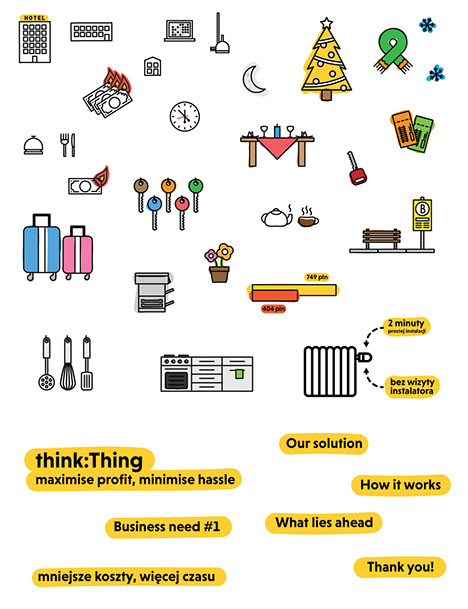 HOTEL
B
749 pln
404 pln
2 minuty
prostej instalacji
bez wizyty
instalatora
Our solution
think:Thing
maximise profit, minimise hassle
How it works
Business need #1
What lies ahead
Thank you!
mniejsze koszty, więcej czasu